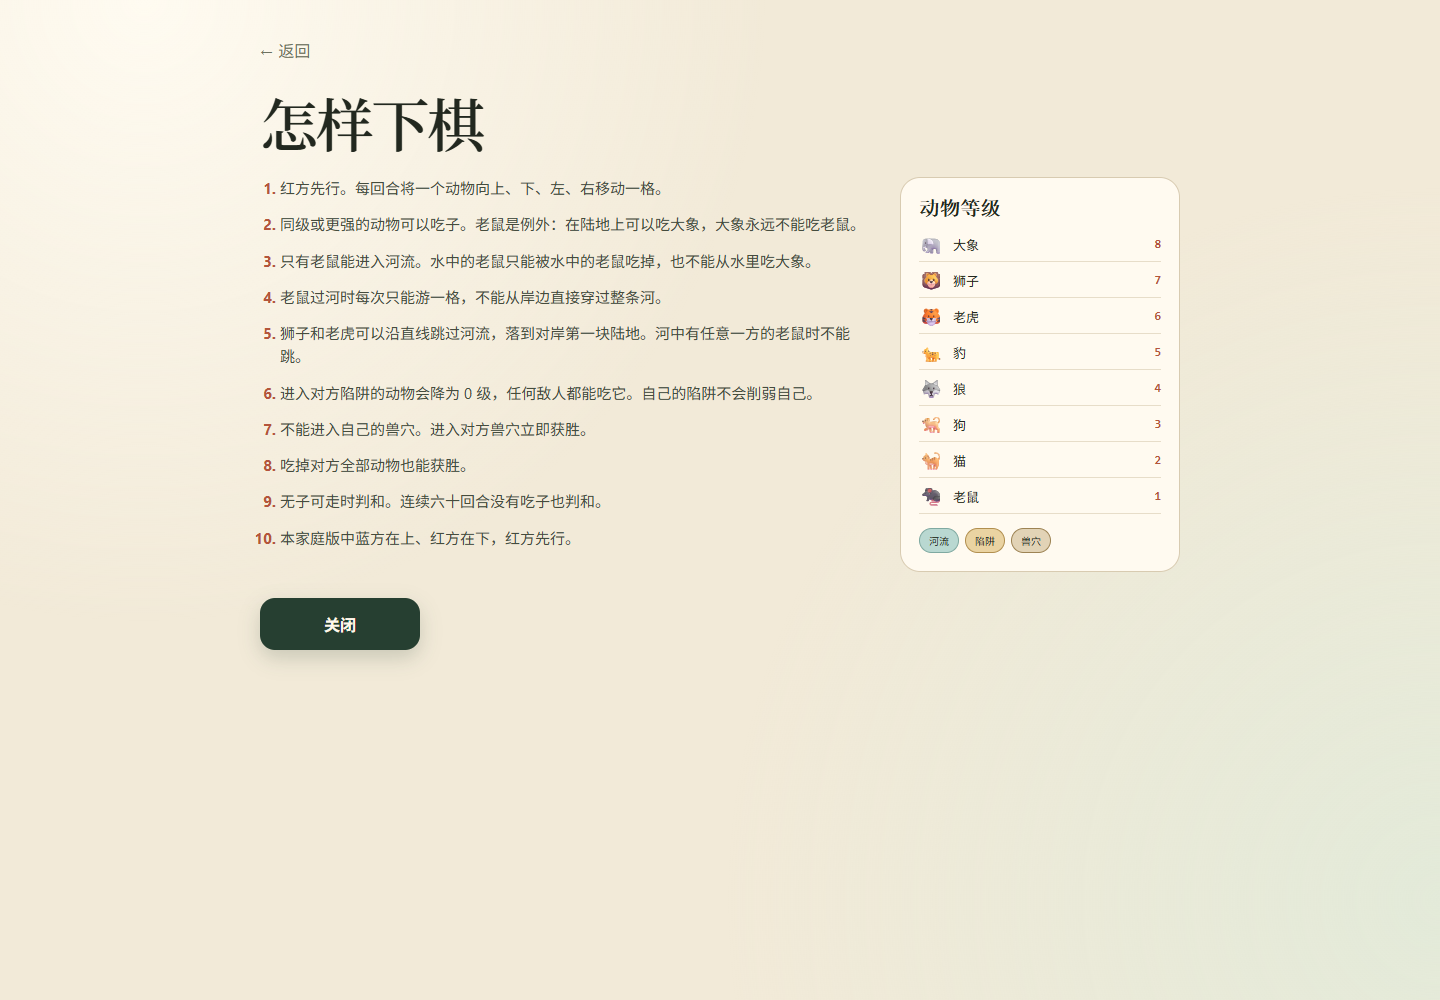 ← 返回
怎样下棋
1. 红方先行。每回合将一个动物向上、下、左、右移动一格。
2. 同级或更强的动物可以吃子。老鼠是例外：在陆地上可以吃大象，大象永远不能吃老鼠。
3. 只有老鼠能进入河流。水中的老鼠只能被水中的老鼠吃掉，也不能从水里吃大象。
4. 老鼠过河时每次只能游一格，不能从岸边直接穿过整条河。
5. 狮子和老虎可以沿直线跳过河流，落到对岸第一块陆地。河中有任意一方的老鼠时不能
跳。
6. 进入对方陷阱的动物会降为 0 级，任何敌人都能吃它。自己的陷阱不会削弱自己。
7. 不能进入自己的兽穴。进入对方兽穴立即获胜。
8. 吃掉对方全部动物也能获胜。
9. 无子可走时判和。连续六十回合没有吃子也判和。
10. 本家庭版中蓝方在上、红方在下，红方先行。
关闭
动物等级
大象 8
狮子 7
老虎 6
豹 5
狼 4
狗 3
猫 2
老鼠 1
河流 陷阱 兽穴